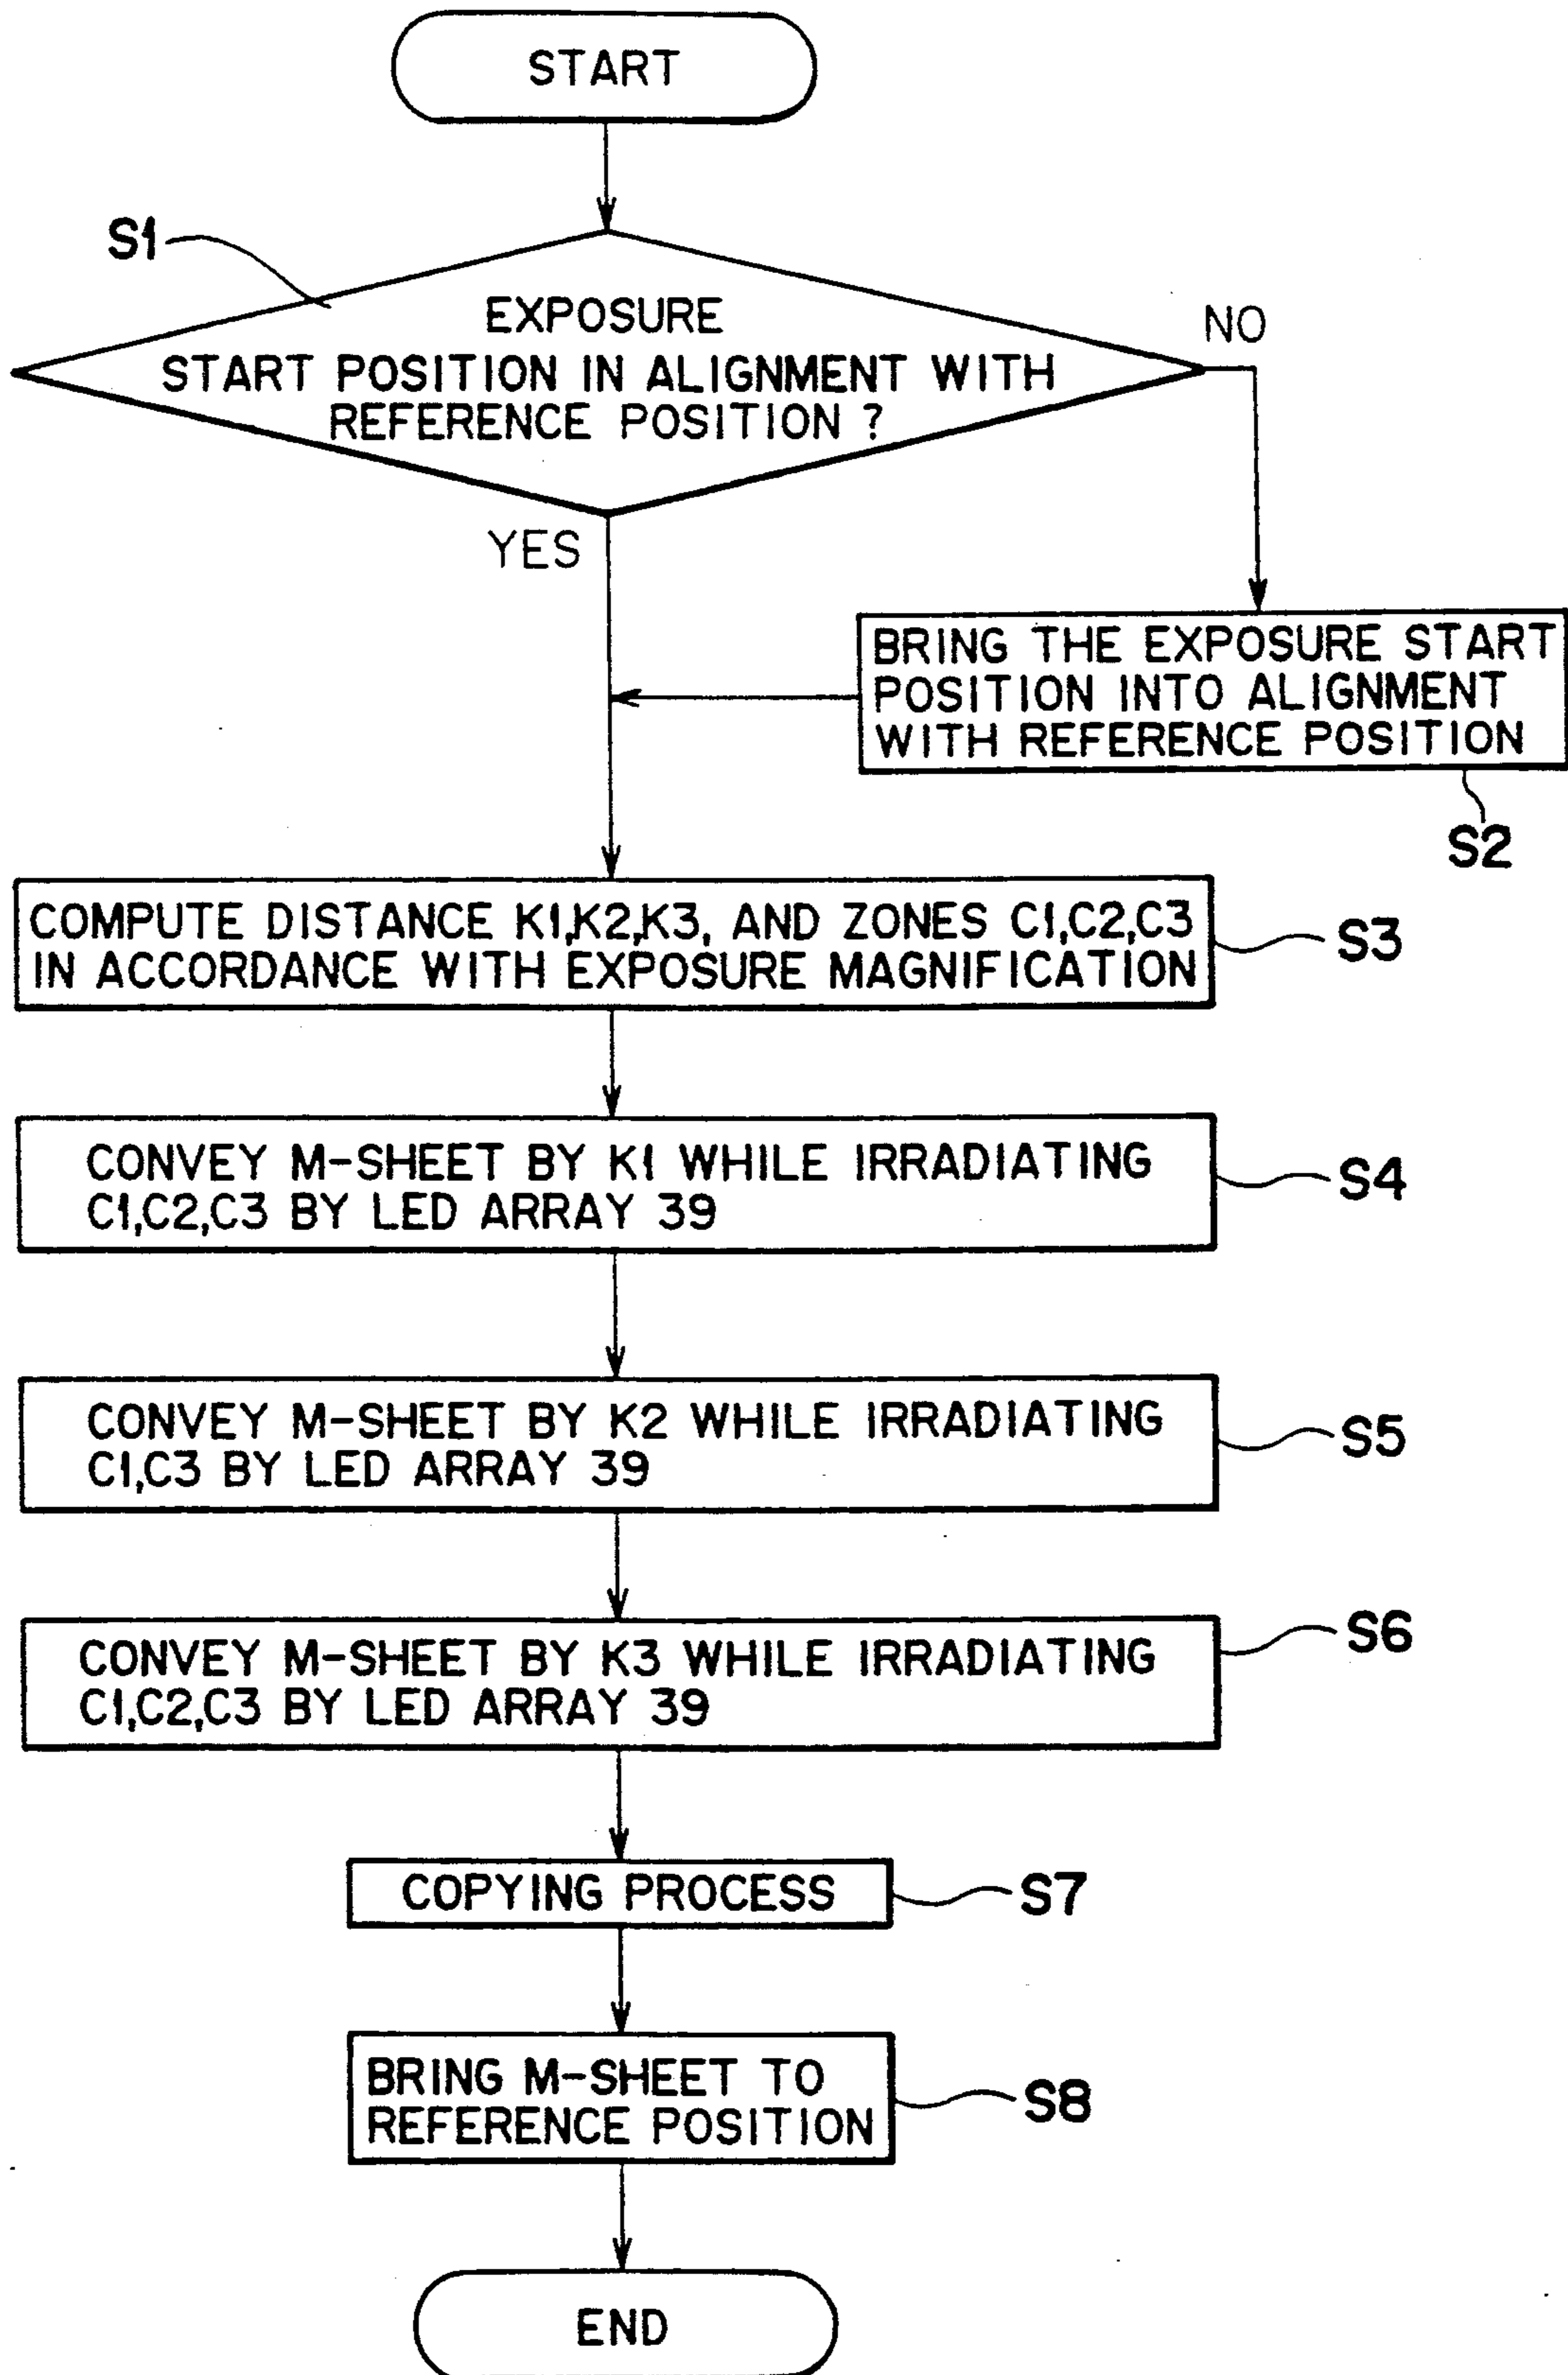 START
S1
EXPOSURE
START POSITION IN ALIGNMENT WITH
REFERENCE POSITION ?
NO
YES
BRING THE EXPOSURE START
POSITION INTO ALIGNMENT
WITH REFERENCE POSITION
S2
COMPUTE DISTANCE K1,K2,K3, AND ZONES C1,C2,C3
IN ACCORDANCE WITH EXPOSURE MAGNIFICATION
S3
CONVEY M-SHEET BY K1 WHILE IRRADIATING
C1,C2,C3 BY LED ARRAY 39
S4
CONVEY M-SHEET BY K2 WHILE IRRADIATING
C1,C3 BY LED ARRAY 39
S5
CONVEY M-SHEET BY K3 WHILE IRRADIATING
C1,C2,C3 BY LED ARRAY 39
S6
COPYING PROCESS
S7
BRING M-SHEET TO
REFERENCE POSITION
S8
END